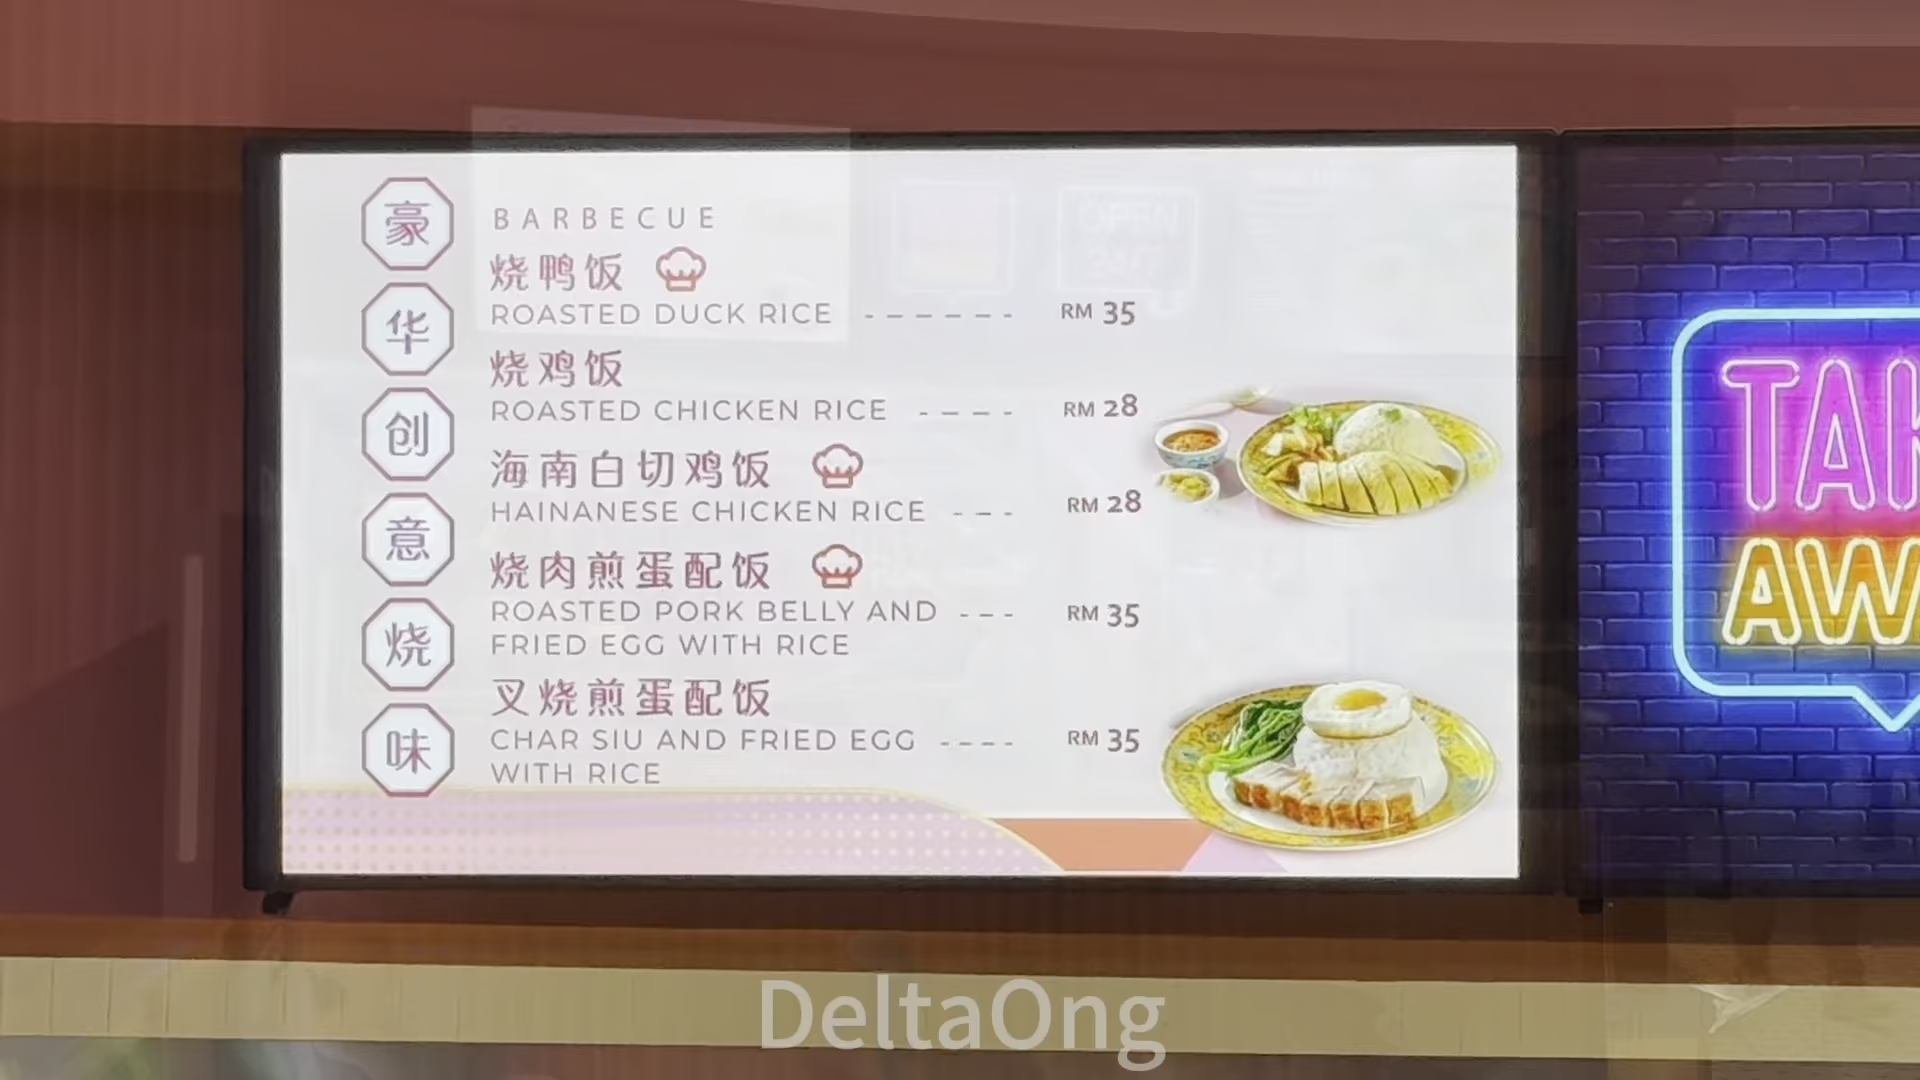 豪华创意烧味
BARBECUE
烧鸭饭
ROASTED DUCK RICE ------ RM 35
烧鸡饭
ROASTED CHICKEN RICE ---- RM 28
海南白切鸡饭
HAINANESE CHICKEN RICE --- RM 28
烧肉煎蛋配饭
ROASTED PORK BELLY AND --- RM 35
FRIED EGG WITH RICE
叉烧煎蛋配饭
CHAR SIU AND FRIED EGG ---- RM 35
WITH RICE
OPEN
24/7
TAK
AW
DeltaOng